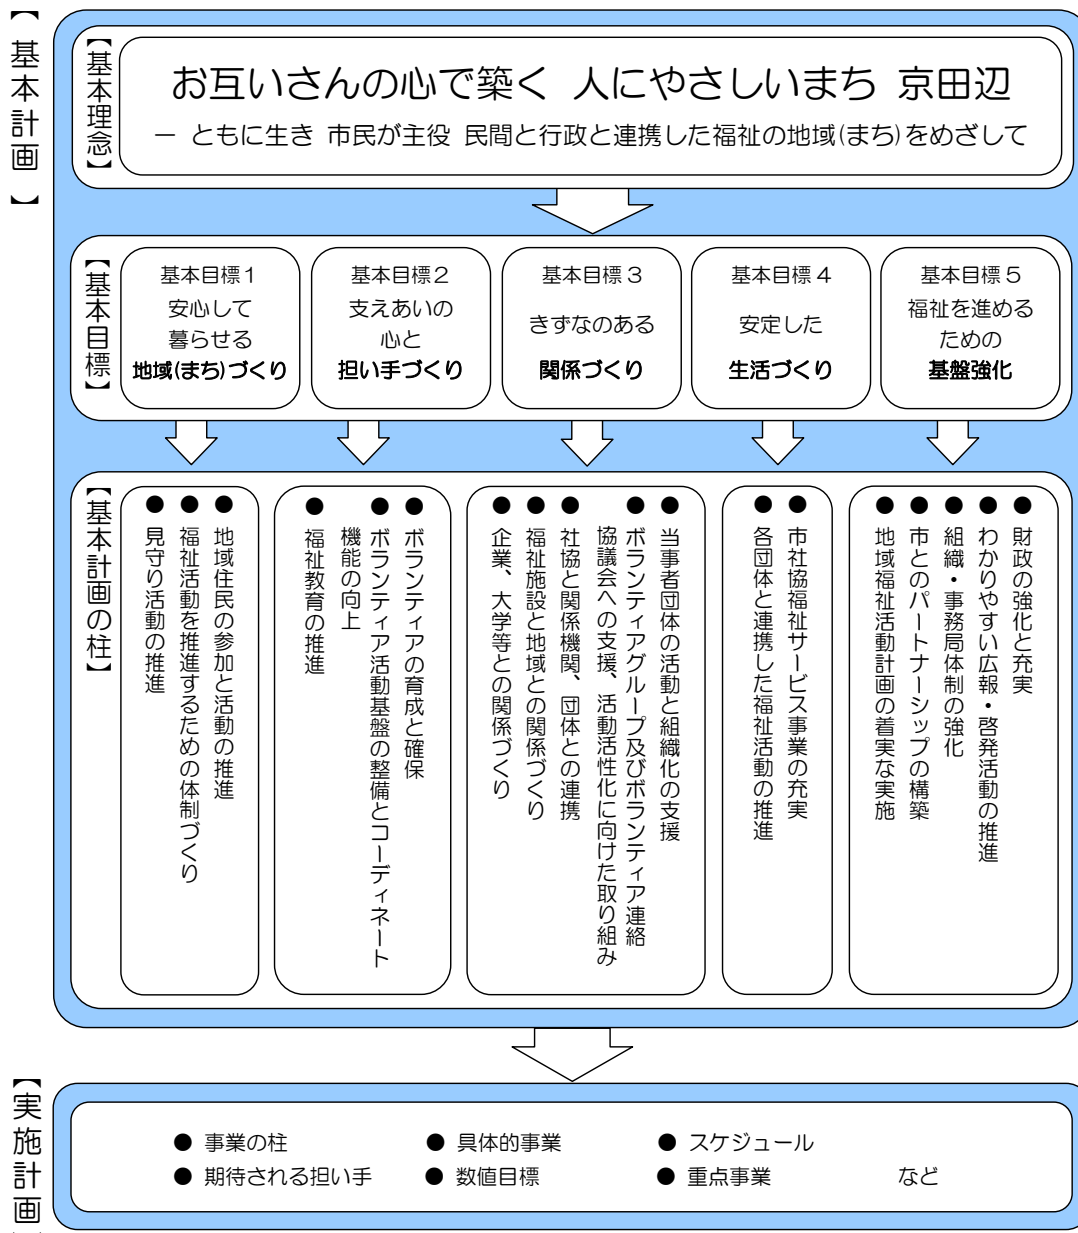 【基本計画】
【基本理念】
お互いさんの心で築く 人にやさしいまち 京田辺
－ ともに生き 市民が主役 民間と行政と連携した福祉の地域(まち)をめざして
【基本目標】
基本目標１
安心して
暮らせる
地域(まち)づくり
基本目標２
支えあいの
心と
担い手づくり
基本目標３
きずなのある
関係づくり
基本目標４
安定した
生活づくり
基本目標５
福祉を進める
ための
基盤強化
【基本計画の柱】
● 地域住民の参加と活動の推進
● 福祉活動を推進するための体制づくり
● 見守り活動の推進
● ボランティアの育成と確保
● ボランティア活動基盤の整備とコーディネート
機能の向上
● 福祉教育の推進
● 当事者団体の活動と組織化の支援
● ボランティアグループ及びボランティア連絡
協議会への支援、活動活性化に向けた取り組み
● 社協と関係機関、団体との連携
● 福祉施設と地域との関係づくり
● 企業、大学等との関係づくり
● 市社協福祉サービス事業の充実
● 各団体と連携した福祉活動の推進
● 財政の強化と充実
● わかりやすい広報・啓発活動の推進
● 組織・事務局体制の強化
● 市とのパートナーシップの構築
● 地域福祉活動計画の着実な実施
【実施計画】
● 事業の柱 ● 具体的事業 ● スケジュール
● 期待される担い手 ● 数値目標 ● 重点事業 など